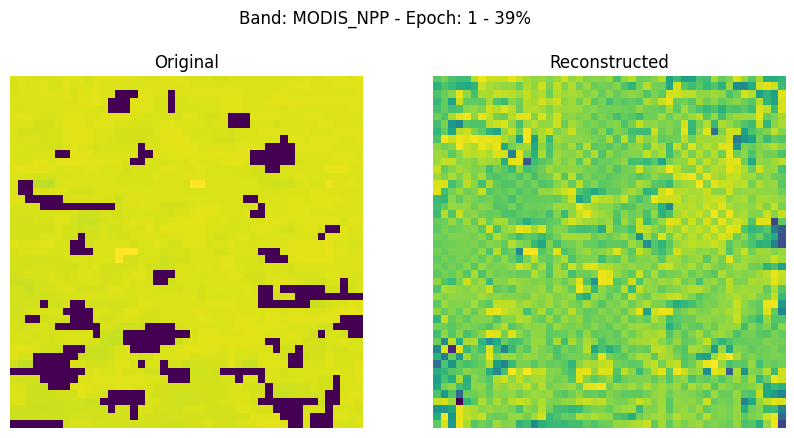 Band: MODIS_NPP - Epoch: 1 - 39%
Original
Reconstructed